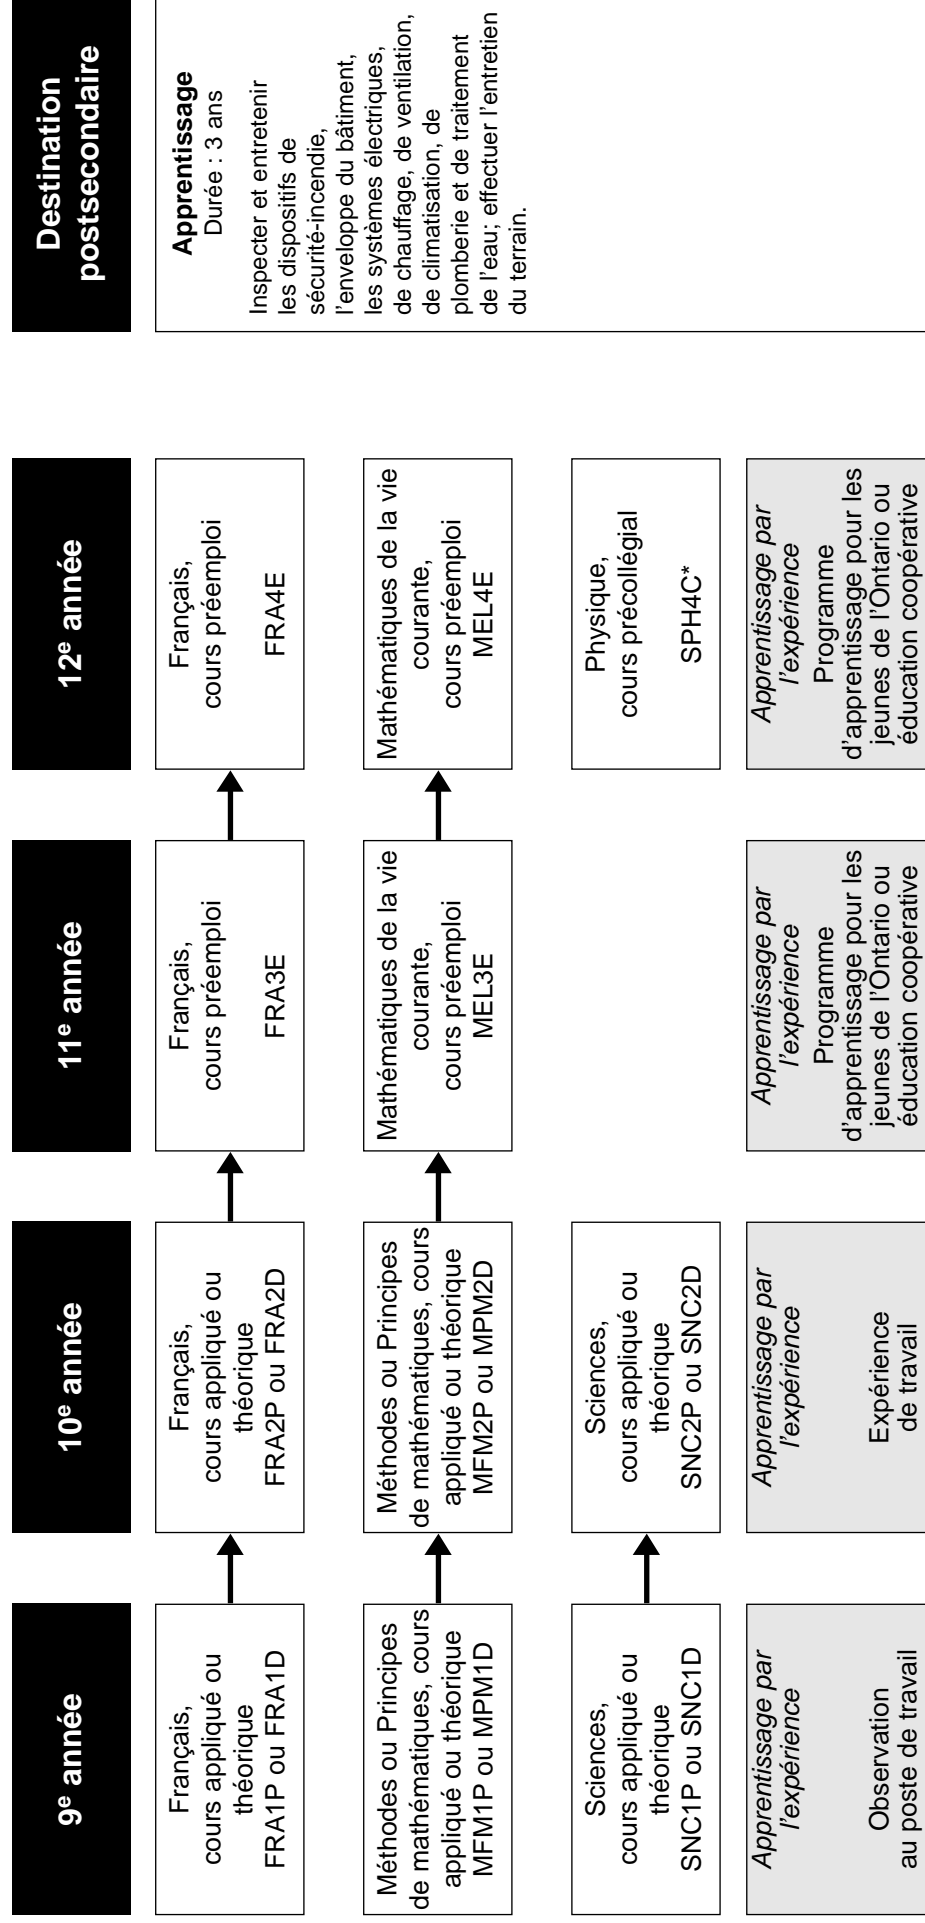 9e année
10e année
11e année
12e année
Destination
postsecondaire
Français,
cours appliqué ou
théorique
FRA1P ou FRA1D
Français,
cours appliqué ou
théorique
FRA2P ou FRA2D
Français,
cours préemploi
FRA3E
Français,
cours préemploi
FRA4E
Apprentissage
Durée : 3 ans
Inspecter et entretenir
les dispositifs de
sécurité-incendie,
l'enveloppe du bâtiment,
les systèmes électriques,
de chauffage, de ventilation,
de climatisation, de
plomberie et de traitement
de l'eau; effectuer l'entretien
du terrain.
Méthodes ou Principes
de mathématiques, cours
appliqué ou théorique
MFM1P ou MPM1D
Méthodes ou Principes
de mathématiques, cours
appliqué ou théorique
MFM2P ou MPM2D
Mathématiques de la vie
courante,
cours préemploi
MEL3E
Mathématiques de la vie
courante,
cours préemploi
MEL4E
Sciences,
cours appliqué ou
théorique
SNC1P ou SNC1D
Sciences,
cours appliqué ou
théorique
SNC2P ou SNC2D
Physique,
cours précollégial
SPH4C*
Apprentissage par
l'expérience
Observation
au poste de travail
Apprentissage par
l'expérience
Expérience
de travail
Apprentissage par
l'expérience
Programme
d'apprentissage pour les
jeunes de l'Ontario ou
éducation coopérative
Apprentissage par
l'expérience
Programme
d'apprentissage pour les
jeunes de l'Ontario ou
éducation coopérative